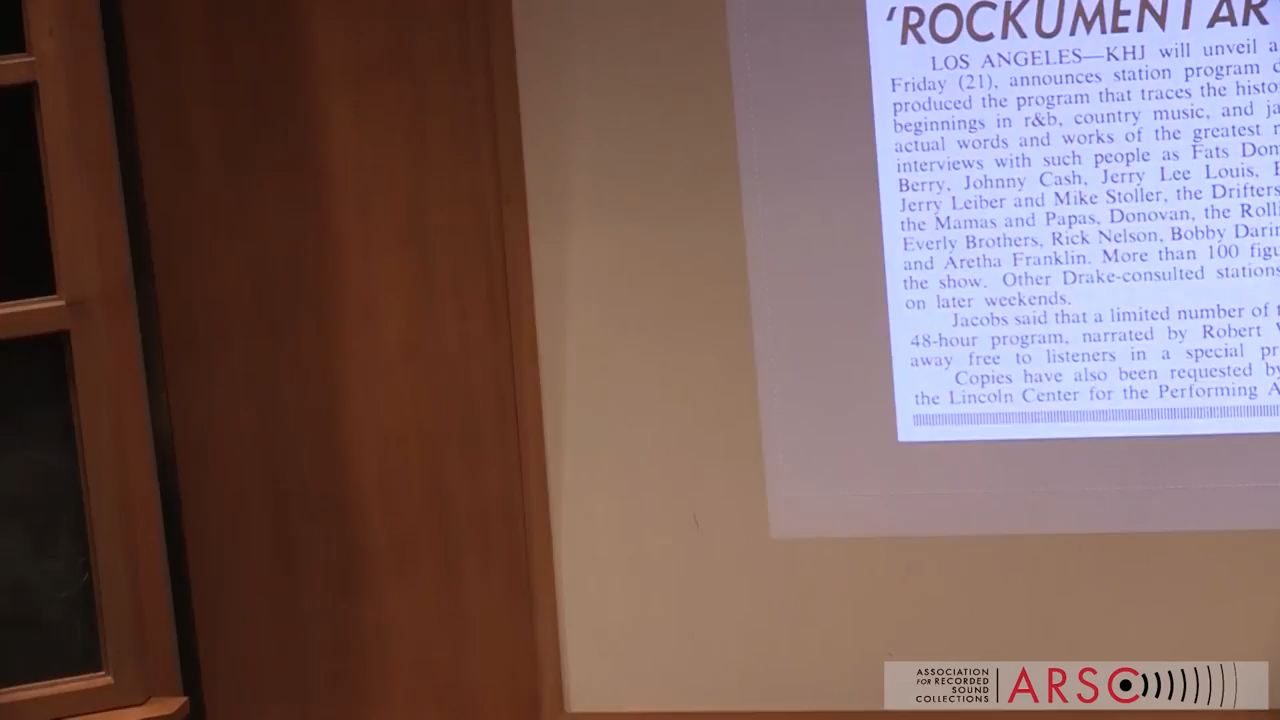 'ROCKUMENTAR
LOS ANGELES—KHJ will unveil a
Friday (21), announces station program
produced the program that traces the histo
beginnings in r&b, country music, and ja
actual words and works of the greatest
interviews with such people as Fats Dom
Berry, Johnny Cash, Jerry Lee Louis,
Jerry Leiber and Mike Stoller, the Drifters
the Mamas and Papas, Donovan, the Rolli
Everly Brothers, Rick Nelson, Bobby Darin
and Aretha Franklin. More than 100 figu
the show. Other Drake-consulted stations
on later weekends.
Jacobs said that a limited number of t
48-hour program, narrated by Robert
away free to listeners in a special pr
Copies have also been requested by
the Lincoln Center for the Performing A
ASSOCIATION
FOR RECORDED
SOUND
COLLECTIONS
ARSC